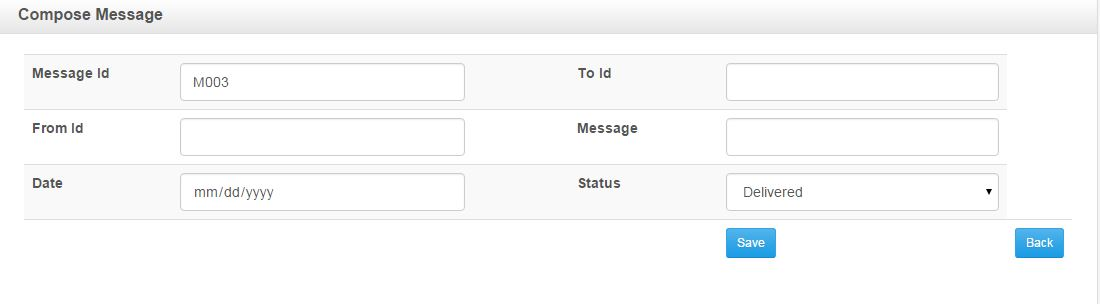 Compose Message
Message Id M003 To Id
From Id Message
Date mm/dd/yyyy Status Delivered
Save Back